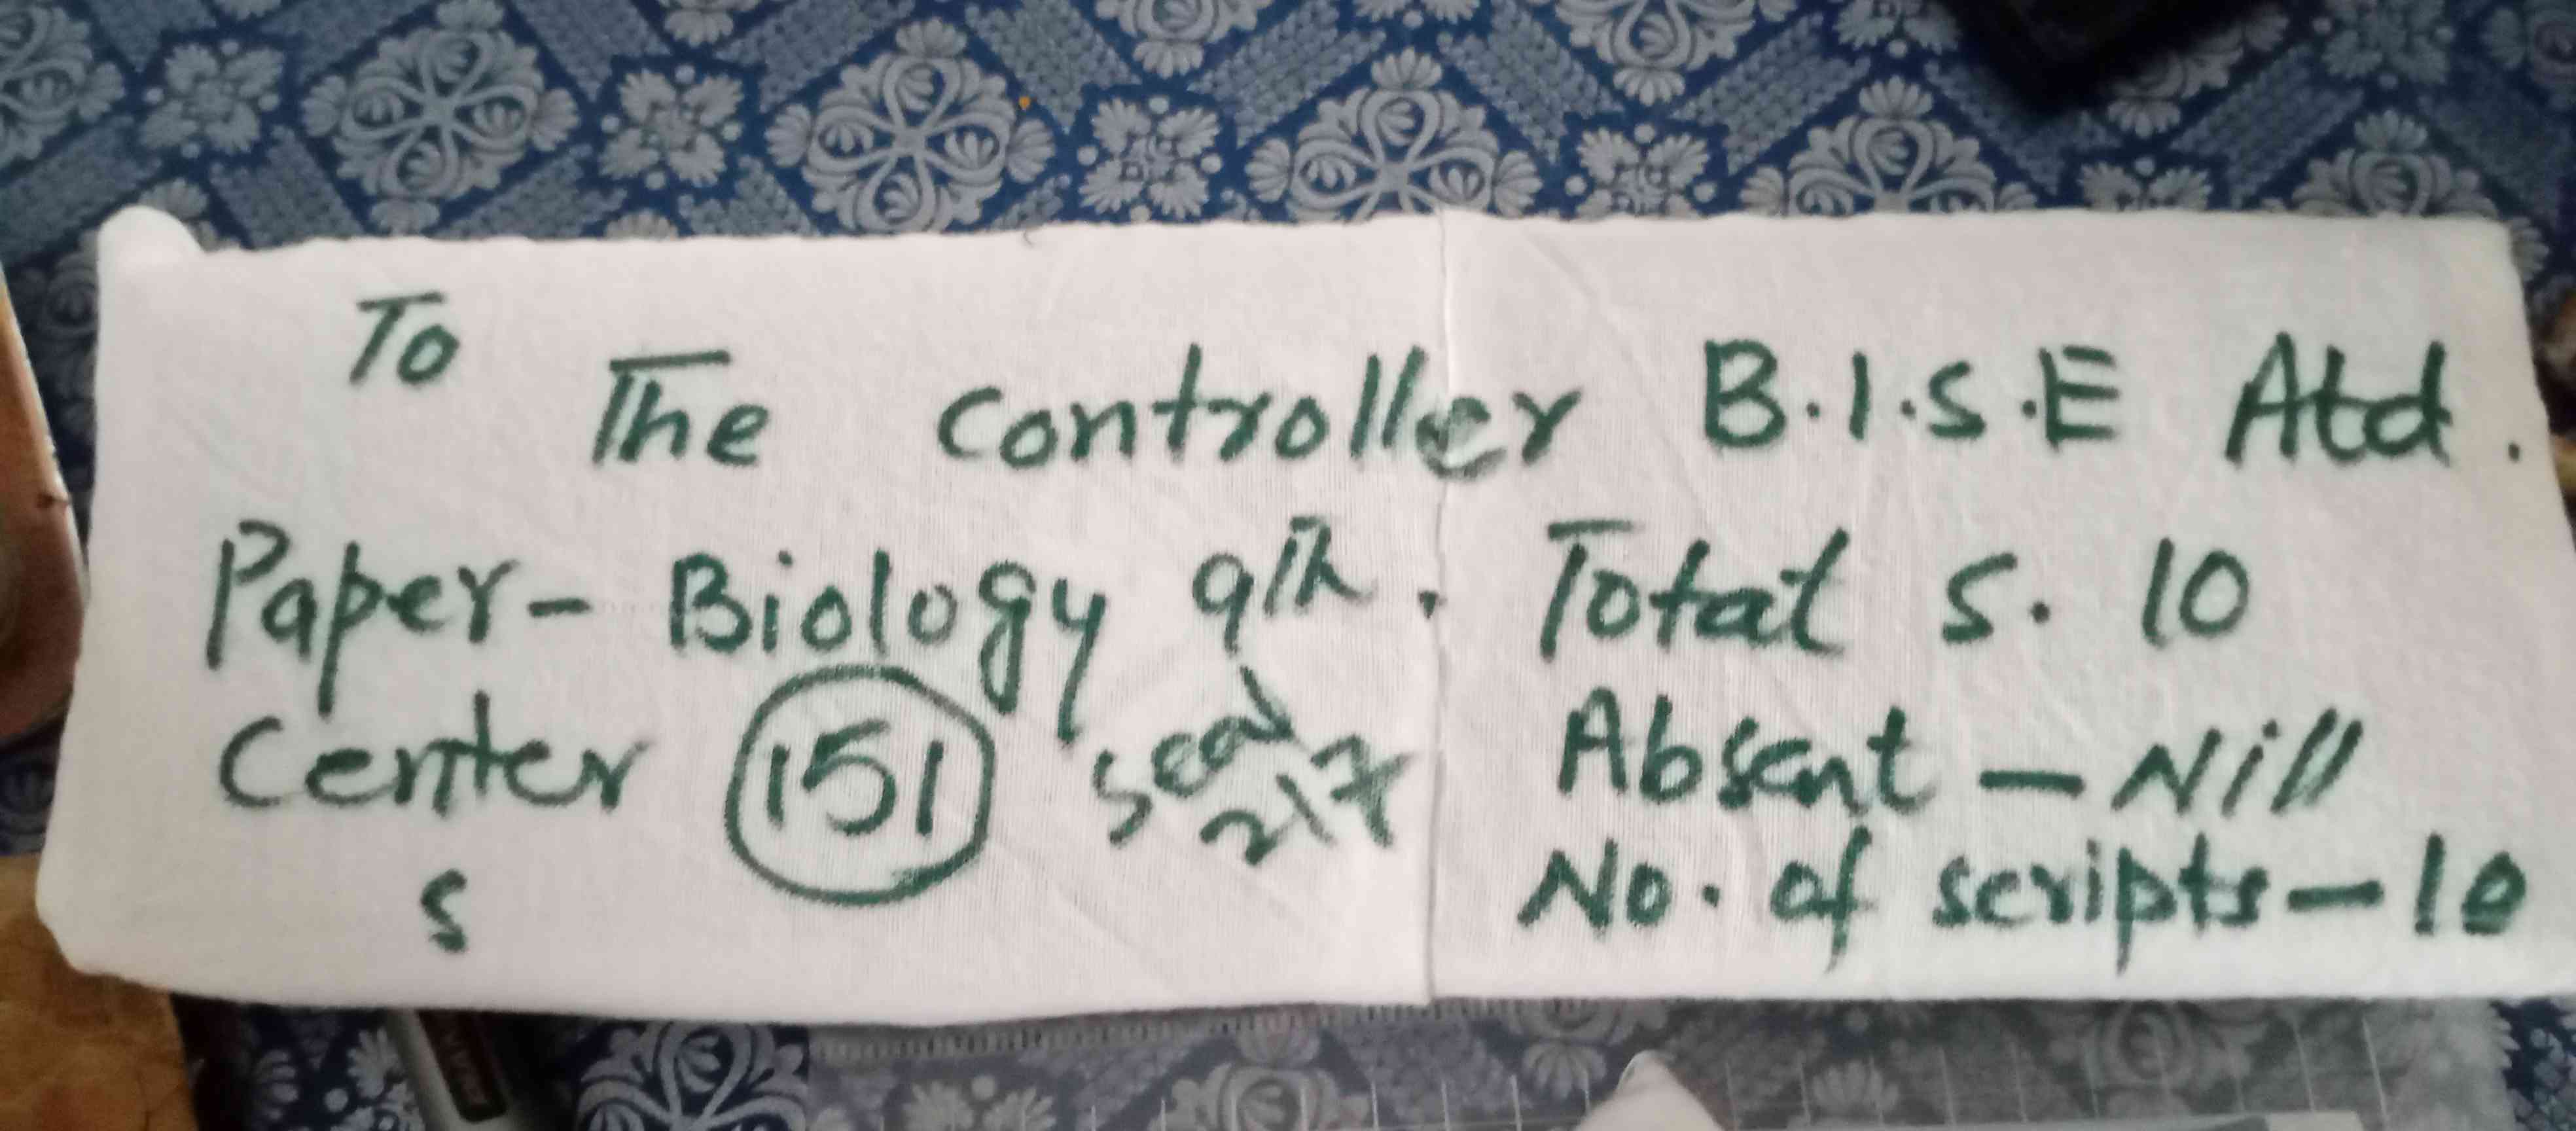 To
The Controller B.I.S.E Atd.
Paper- Biology 9th. Total S. 10
Center 151 Seal 217 Absent - Nill
S No. of scripts - 10